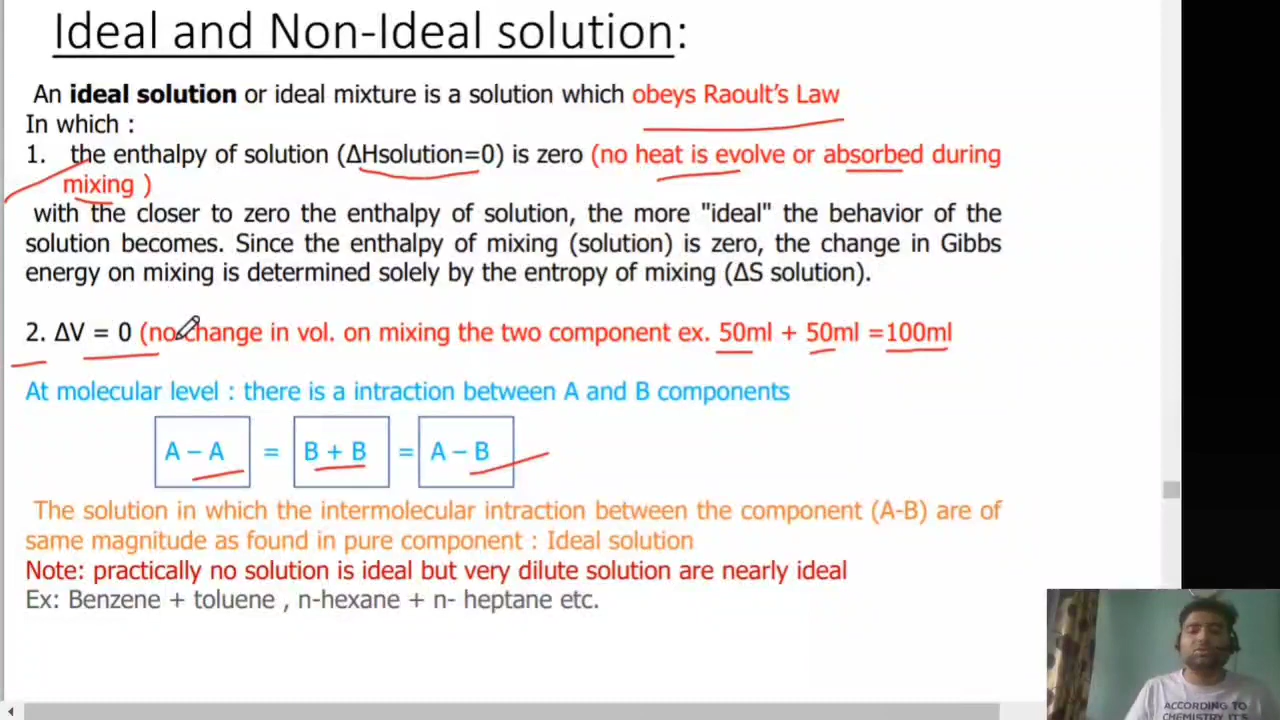 Ideal and Non-Ideal solution:
An ideal solution or ideal mixture is a solution which obeys Raoult's Law
In which :
1. the enthalpy of solution (ΔHsolution=0) is zero (no heat is evolve or absorbed during
mixing )
with the closer to zero the enthalpy of solution, the more "ideal" the behavior of the
solution becomes. Since the enthalpy of mixing (solution) is zero, the change in Gibbs
energy on mixing is determined solely by the entropy of mixing (ΔS solution).
2. ΔV = 0 (no change in vol. on mixing the two component ex. 50ml + 50ml =100ml
At molecular level : there is a intraction between A and B components
A – A = B + B = A – B
The solution in which the intermolecular intraction between the component (A-B) are of
same magnitude as found in pure component : Ideal solution
Note: practically no solution is ideal but very dilute solution are nearly ideal
Ex: Benzene + toluene , n-hexane + n- heptane etc.
ACCORDING TO
CHEMISTRY IT'S